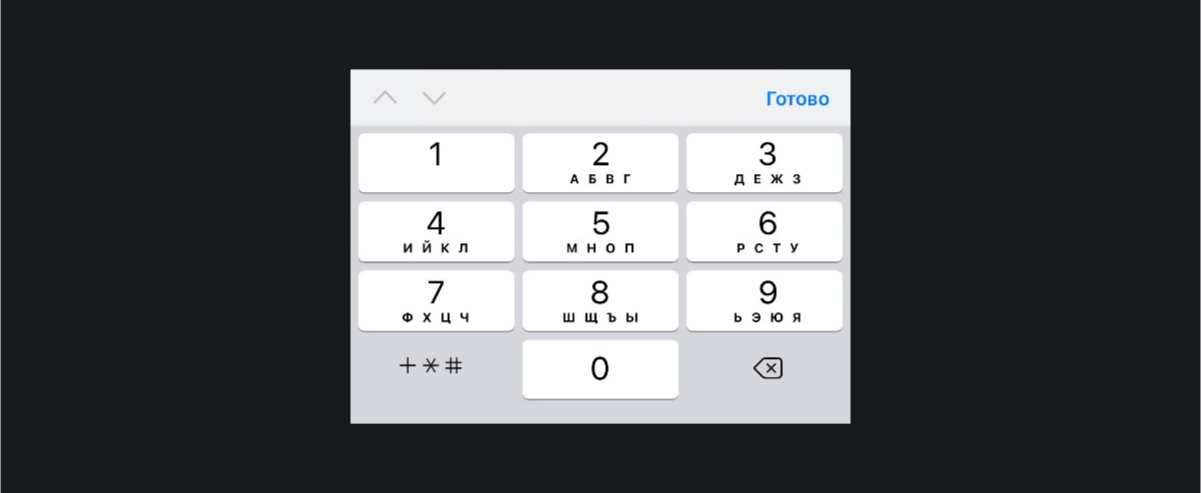 Готово
1 2 3
А Б В Г Д Е Ж З
4 5 6
И Й К Л М Н О П Р С Т У
7 8 9
Ф Х Ц Ч Ш Щ Ъ Ы Ь Э Ю Я
+ * # 0